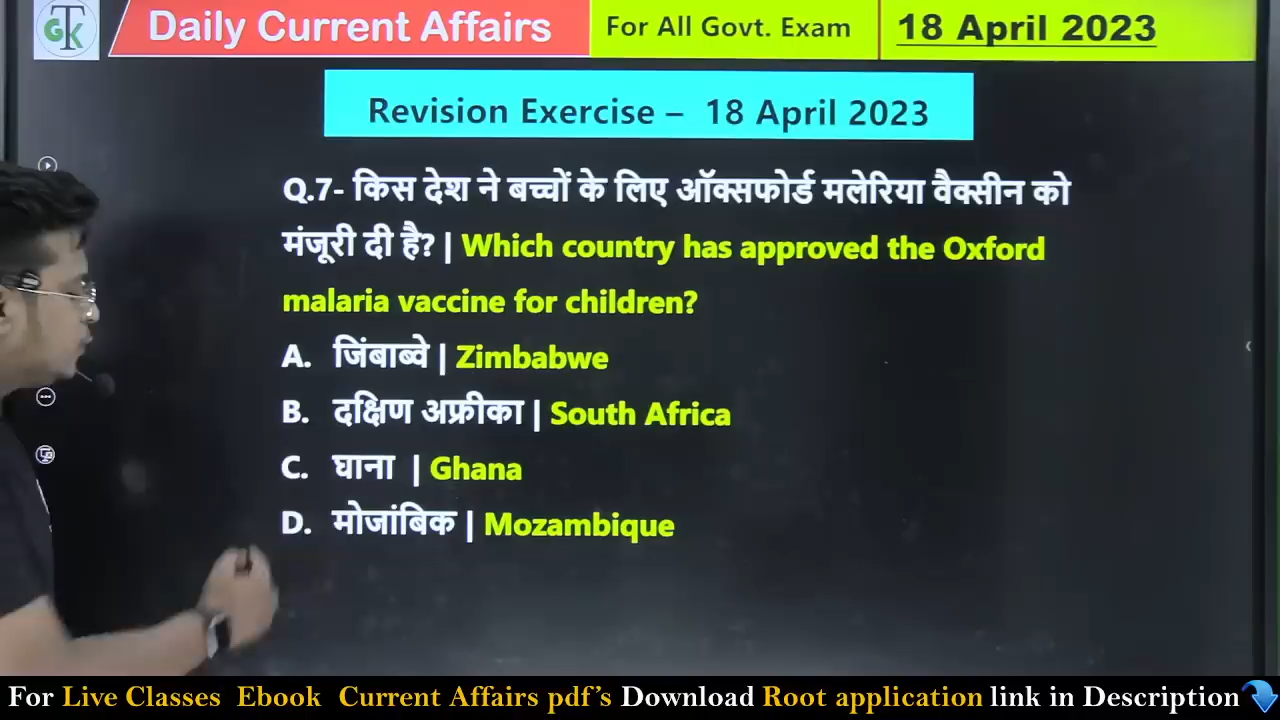 GTK
Daily Current Affairs
For All Govt. Exam
18 April 2023
Revision Exercise – 18 April 2023
Q.7- किस देश ने बच्चों के लिए ऑक्सफोर्ड मलेरिया वैक्सीन को
मंजूरी दी है? | Which country has approved the Oxford
malaria vaccine for children?
A. जिंबाब्वे | Zimbabwe
B. दक्षिण अफ्रीका | South Africa
C. घाना | Ghana
D. मोजांबिक | Mozambique
For Live Classes Ebook Current Affairs pdf's Download Root application link in Description